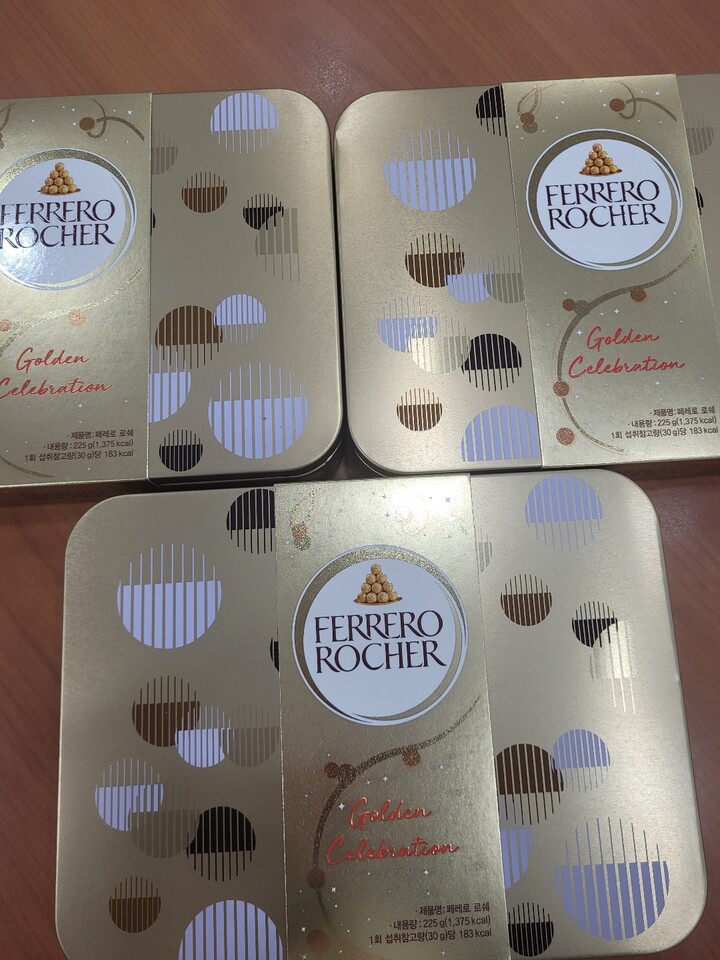 FERRERO
ROCHER
Golden
Celebration
· 제품명: 페레로 로쉐
· 내용량 : 225 g(1,375 kcal)
1회 섭취참고량(30 g)당 183 kcal
FERRERO
ROCHER
Golden
Celebration
· 제품명: 페레로 로쉐
· 내용량 : 225 g(1,375 kcal)
1회 섭취참고량(30 g)당 183 kcal
FERRERO
ROCHER
Golden
Celebration
· 제품명: 페레로 로쉐
· 내용량 : 225 g(1,375 kcal)
1회 섭취참고량(30 g)당 183 kcal